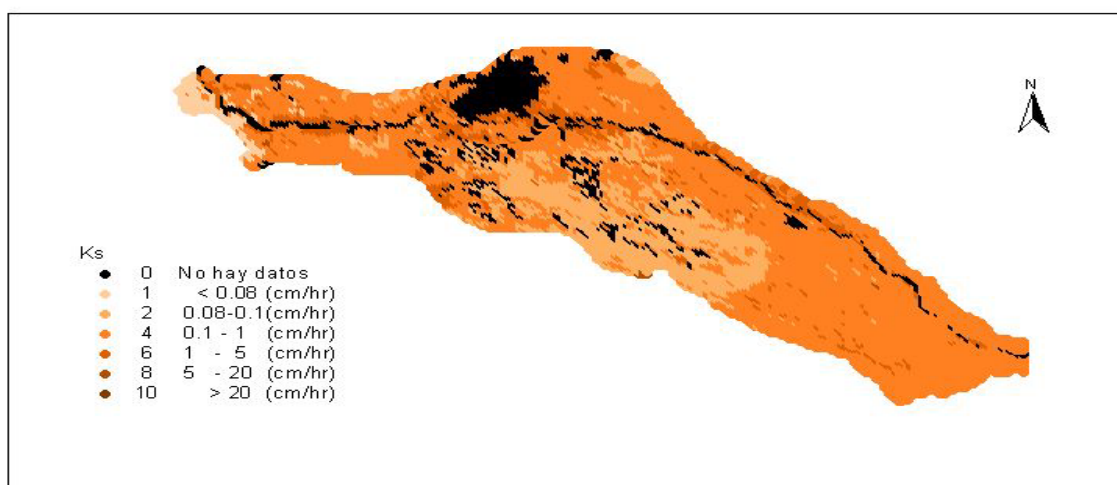 N
Ks
0 No hay datos
1 < 0.08 (cm/hr)
2 0.08-0.1(cm/hr)
4 0.1 - 1 (cm/hr)
6 1 - 5 (cm/hr)
8 5 - 20 (cm/hr)
10 > 20 (cm/hr)